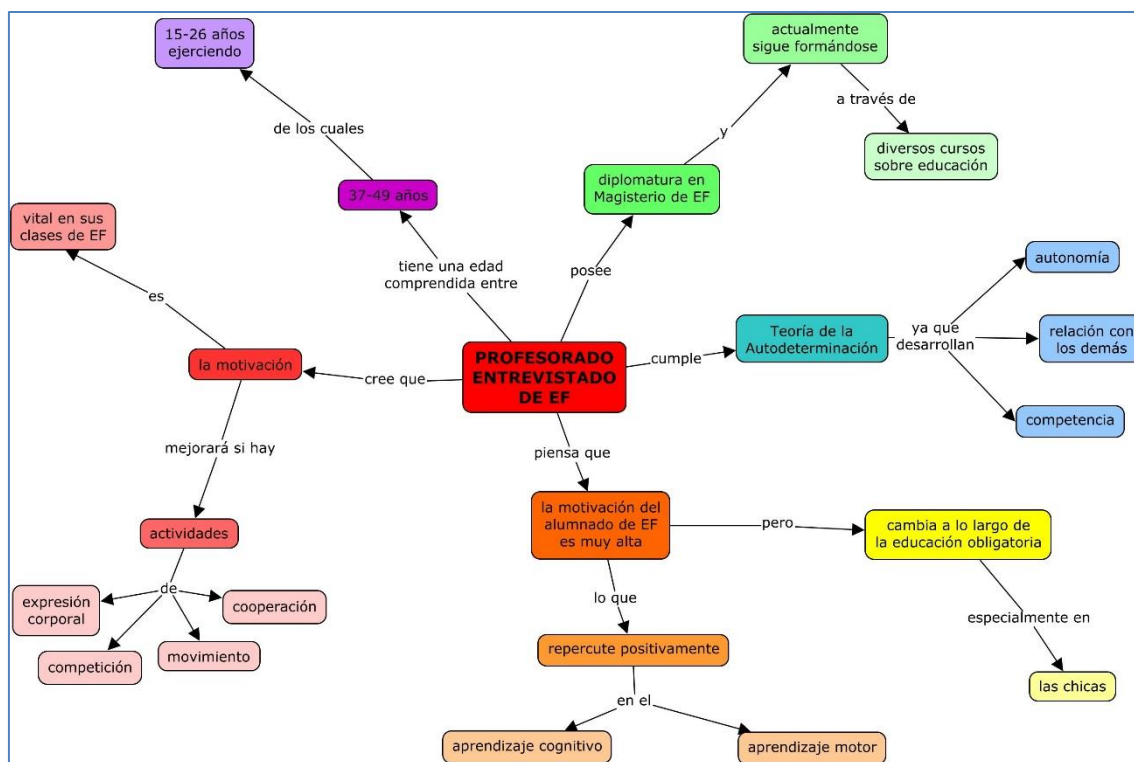 15-26 años
ejerciendo
de los cuales
37-49 años
tiene una edad
comprendida entre
actualmente
sigue formándose
a través de
diversos cursos
sobre educación
y
diplomatura en
Magisterio de EF
posee
vital en sus
clases de EF
es
la motivación
cree que
mejorará si hay
actividades
de
expresión
corporal
competición
movimiento
cooperación
PROFESORADO
ENTREVISTADO
DE EF
cumple
Teoría de la
Autodeterminación
ya que
desarrollan
autonomía
relación con
los demás
competencia
piensa que
la motivación del
alumnado de EF
es muy alta
pero
cambia a lo largo de
la educación obligatoria
especialmente en
las chicas
lo que
repercute positivamente
en el
aprendizaje cognitivo
aprendizaje motor